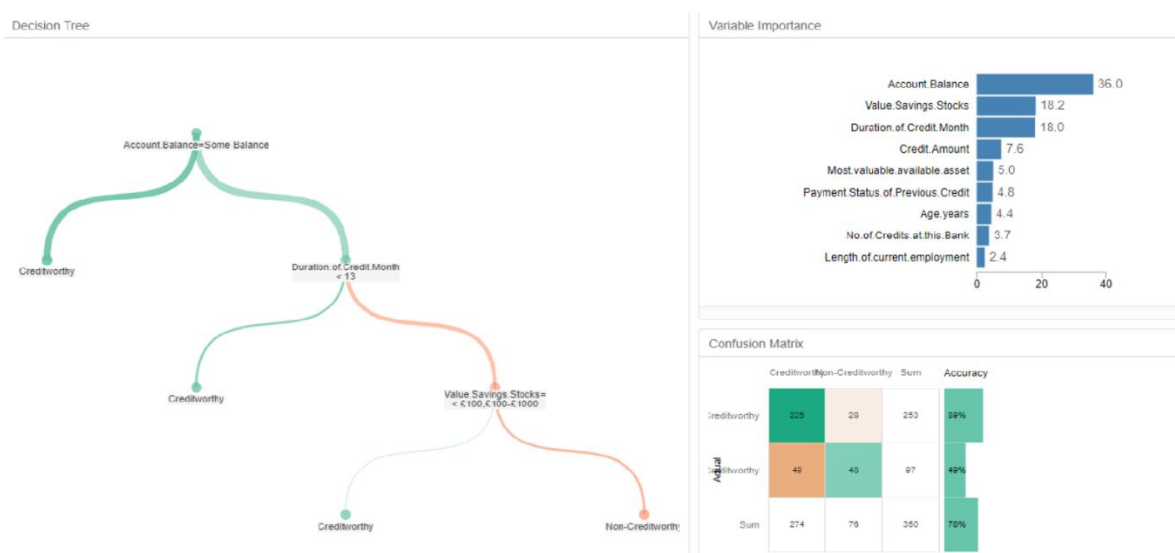 Decision Tree
Account.Balance=Some Balance
Creditworthy
Duration.of.Credit.Month
< 13
Creditworthy
Value.Savings.Stocks=
< £100,£100-£1000
Creditworthy
Non-Creditworthy
Variable Importance
Account.Balance 36.0
Value.Savings.Stocks 18.2
Duration.of.Credit.Month 18.0
Credit.Amount 7.6
Most.valuable.available.asset 5.0
Payment.Status.of.Previous.Credit 4.8
Age.years 4.4
No.of.Credits.at.this.Bank 3.7
Length.of.current.employment 2.4
0 20 40
Confusion Matrix
Creditworthy Non-Creditworthy Sum Accuracy
Creditworthy 225 28 253 89%
Actual
Creditworthy 49 48 97 49%
Sum 274 76 350 78%